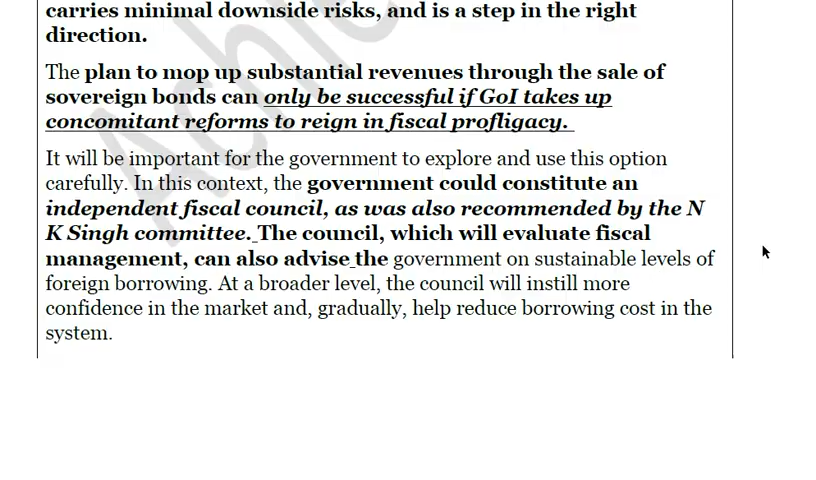 carries minimal downside risks, and is a step in the right
direction.
The plan to mop up substantial revenues through the sale of
sovereign bonds can only be successful if GoI takes up
concomitant reforms to reign in fiscal profligacy.
It will be important for the government to explore and use this option
carefully. In this context, the government could constitute an
independent fiscal council, as was also recommended by the N
K Singh committee. The council, which will evaluate fiscal
management, can also advise the government on sustainable levels of
foreign borrowing. At a broader level, the council will instill more
confidence in the market and, gradually, help reduce borrowing cost in the
system.
Achie